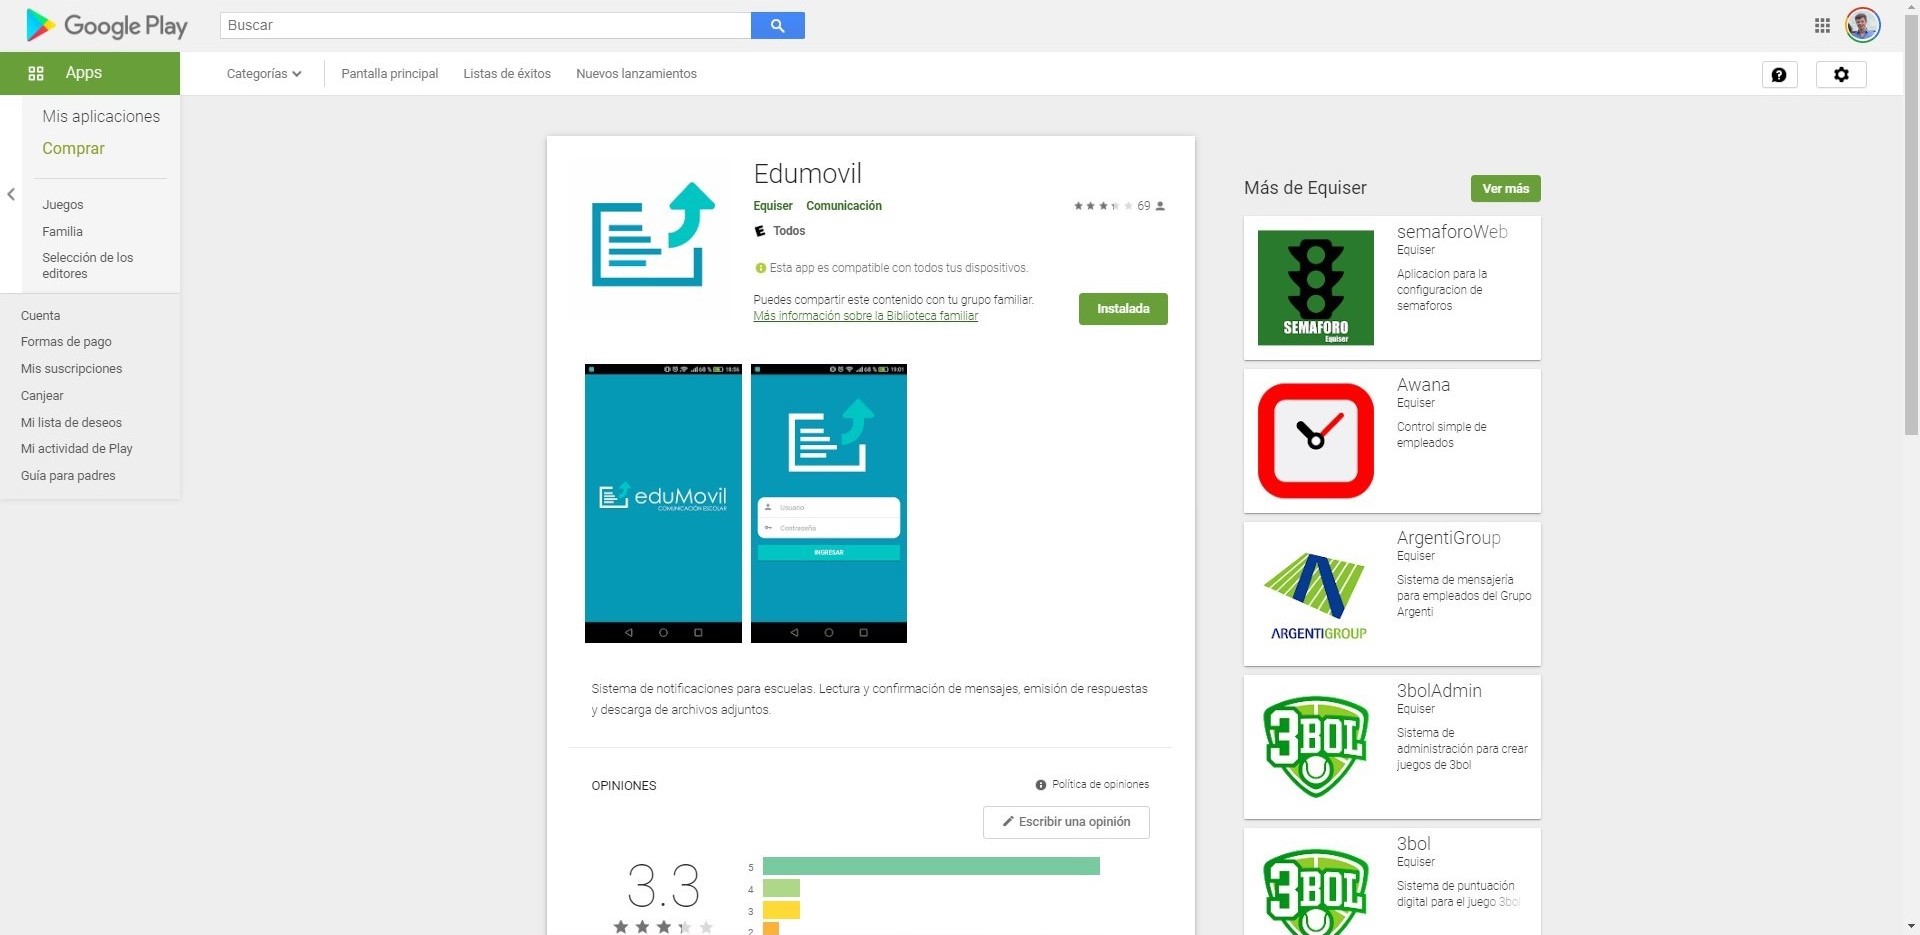 Google Play
Buscar
Apps
Categorías
Pantalla principal
Listas de éxitos
Nuevos lanzamientos
Mis aplicaciones
Comprar
Juegos
Familia
Selección de los
editores
Cuenta
Formas de pago
Mis suscripciones
Canjear
Mi lista de deseos
Mi actividad de Play
Guía para padres
Edumovil
Equiser Comunicación
69
E Todos
Esta app es compatible con todos tus dispositivos.
Puedes compartir este contenido con tu grupo familiar.
Más información sobre la Biblioteca familiar
Instalada
68 % 18:56
eduMovil
COMUNICACIÓN ESCOLAR
68 % 19:01
Usuario
Contraseña
INGRESAR
Sistema de notificaciones para escuelas. Lectura y confirmación de mensajes, emisión de respuestas
y descarga de archivos adjuntos.
OPINIONES
Política de opiniones
Escribir una opinión
3.3
5
4
3
2
Más de Equiser
Ver más
SEMAFORO
Equiser
semaforoWeb
Equiser
Aplicacion para la
configuracion de
semaforos
Awana
Equiser
Control simple de
empleados
ARGENTIGROUP
ArgentiGroup
Equiser
Sistema de mensajería
para empleados del Grupo
Argenti
3BOL
3bolAdmin
Equiser
Sistema de
administración para crear
juegos de 3bol
3BOL
3bol
Equiser
Sistema de puntuación
digital para el juego 3bol